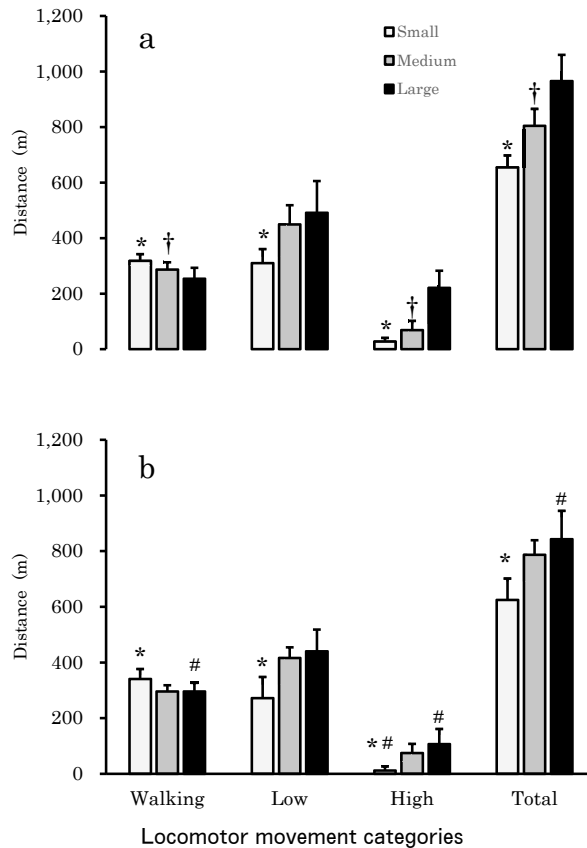 1,200
a
Small
Medium
Large
1,000
800
600
400
200
0
Distance (m)
* † * * † * †
1,200
b
1,000
800
600
400
200
0
Distance (m)
* # * * # # * #
Walking Low High Total
Locomotor movement categories